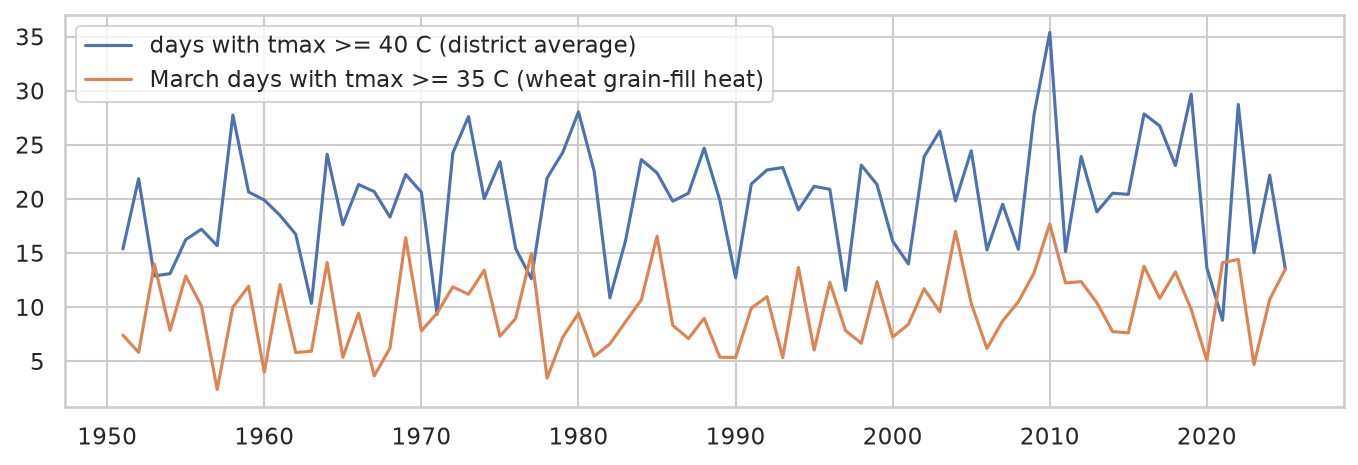 35
30
25
20
15
10
5
days with tmax >= 40 C (district average)
March days with tmax >= 35 C (wheat grain-fill heat)
1950 1960 1970 1980 1990 2000 2010 2020